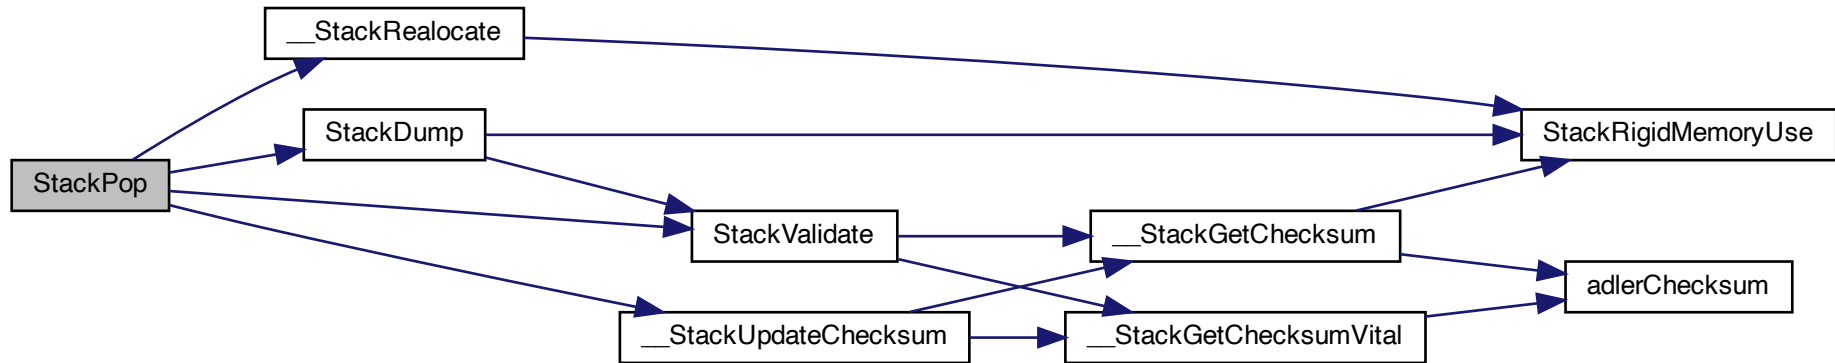 __StackRealocate
StackDump
StackRigidMemoryUse
StackPop
StackValidate
__StackGetChecksum
adlerChecksum
__StackUpdateChecksum
__StackGetChecksumVital